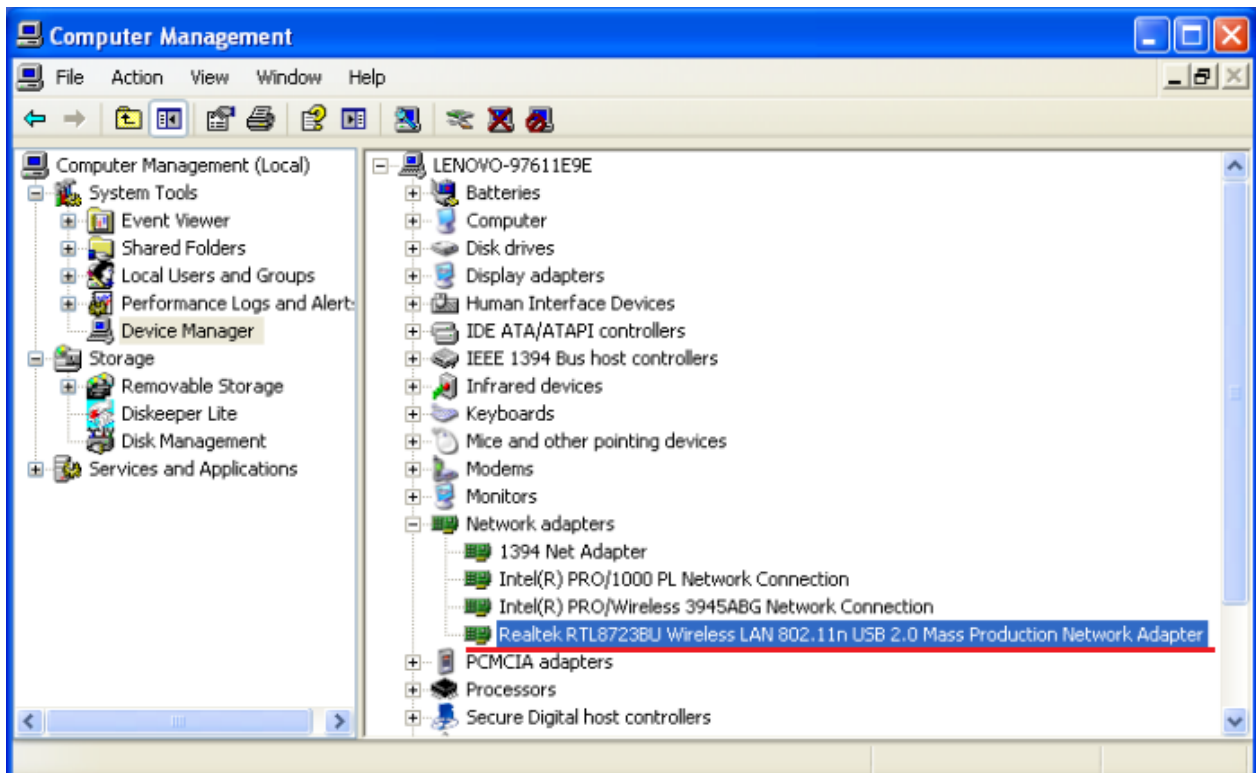 Computer Management
File Action View Window Help
Computer Management (Local)
System Tools
Event Viewer
Shared Folders
Local Users and Groups
Performance Logs and Alert
Device Manager
Storage
Removable Storage
Diskeeper Lite
Disk Management
Services and Applications
LENOVO-97611E9E
Batteries
Computer
Disk drives
Display adapters
Human Interface Devices
IDE ATA/ATAPI controllers
IEEE 1394 Bus host controllers
Infrared devices
Keyboards
Mice and other pointing devices
Modems
Monitors
Network adapters
1394 Net Adapter
Intel(R) PRO/1000 PL Network Connection
Intel(R) PRO/Wireless 3945ABG Network Connection
Realtek RTL8723BU Wireless LAN 802.11n USB 2.0 Mass Production Network Adapter
PCMCIA adapters
Processors
Secure Digital host controllers